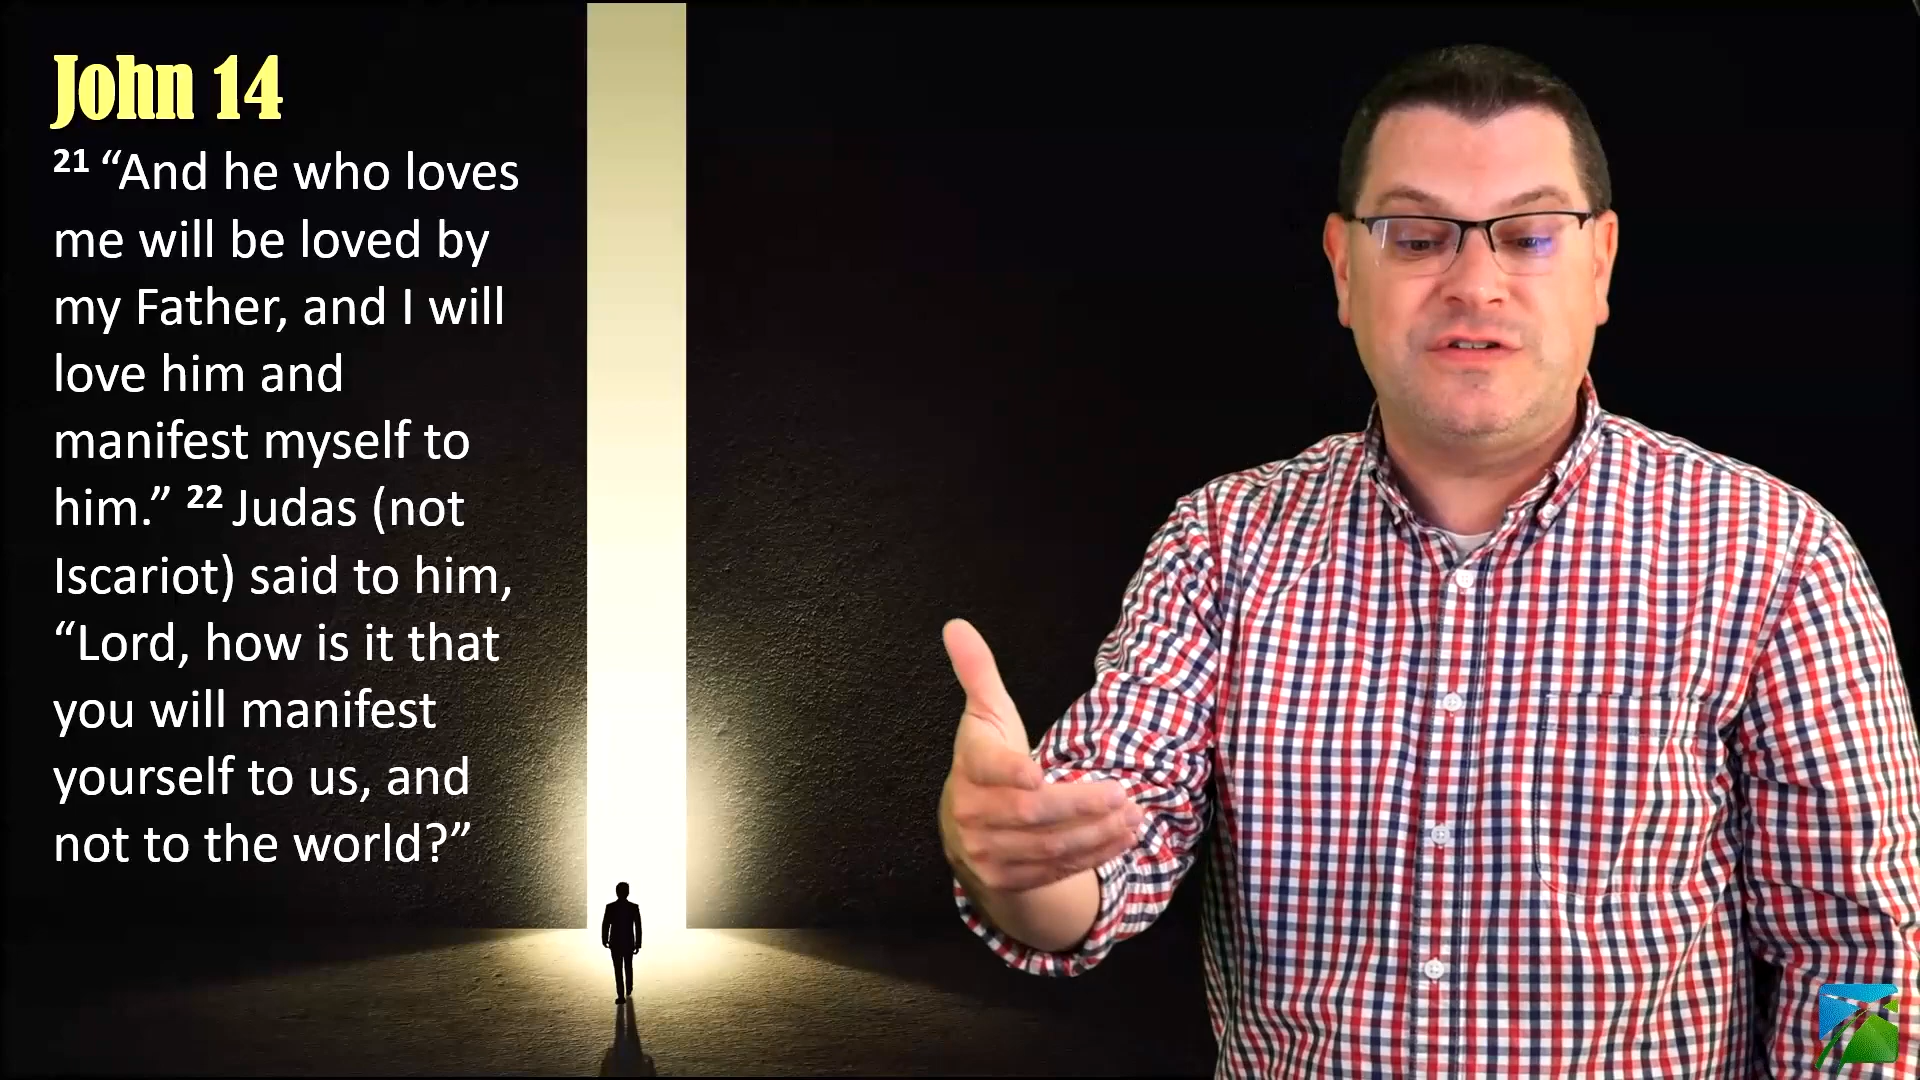 John 14
21 “And he who loves
me will be loved by
my Father, and I will
love him and
manifest myself to
him.” 22 Judas (not
Iscariot) said to him,
“Lord, how is it that
you will manifest
yourself to us, and
not to the world?”